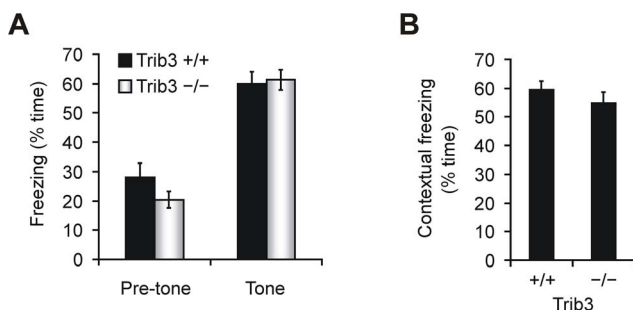 A
Freezing (% time)
70
60
50
40
30
20
10
0
Trib3 +/+
Trib3 −/−
Pre-tone
Tone
B
Contextual freezing
(% time)
70
60
50
40
30
20
10
0
+/+
−/−
Trib3